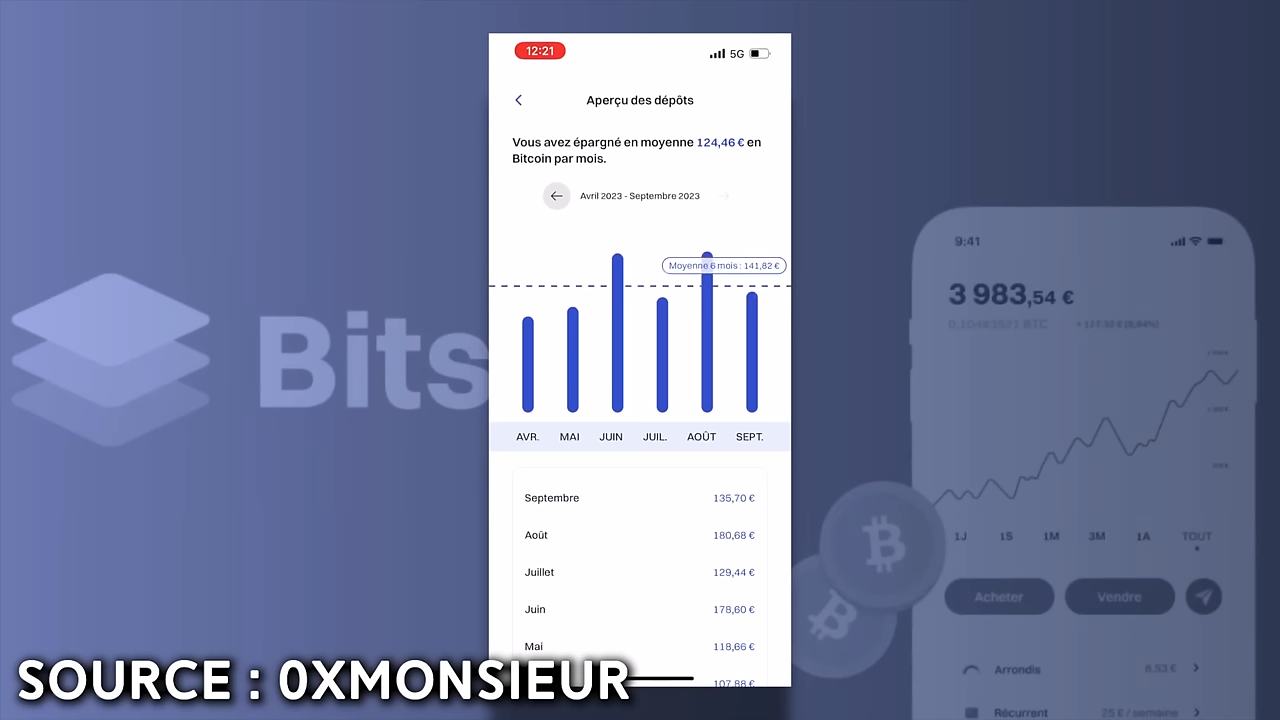 12:21
5G
Aperçu des dépôts
Vous avez épargné en moyenne 124,46 € en
Bitcoin par mois.
Avril 2023 - Septembre 2023
Moyenne 6 mois : 141,82 €
AVR. MAI JUIN JUIL. AOÛT SEPT.
Septembre 135,70 €
Août 180,68 €
Juillet 129,44 €
Juin 178,60 €
Mai 118,66 €
107,88 €
Bits
9:41
3 983,54 €
1J 1S 1M 3M 1A TOUT
Acheter Vendre
Arrondis 6,53 €
Récurrent 25 € / semaine
SOURCE : 0XMONSIEUR